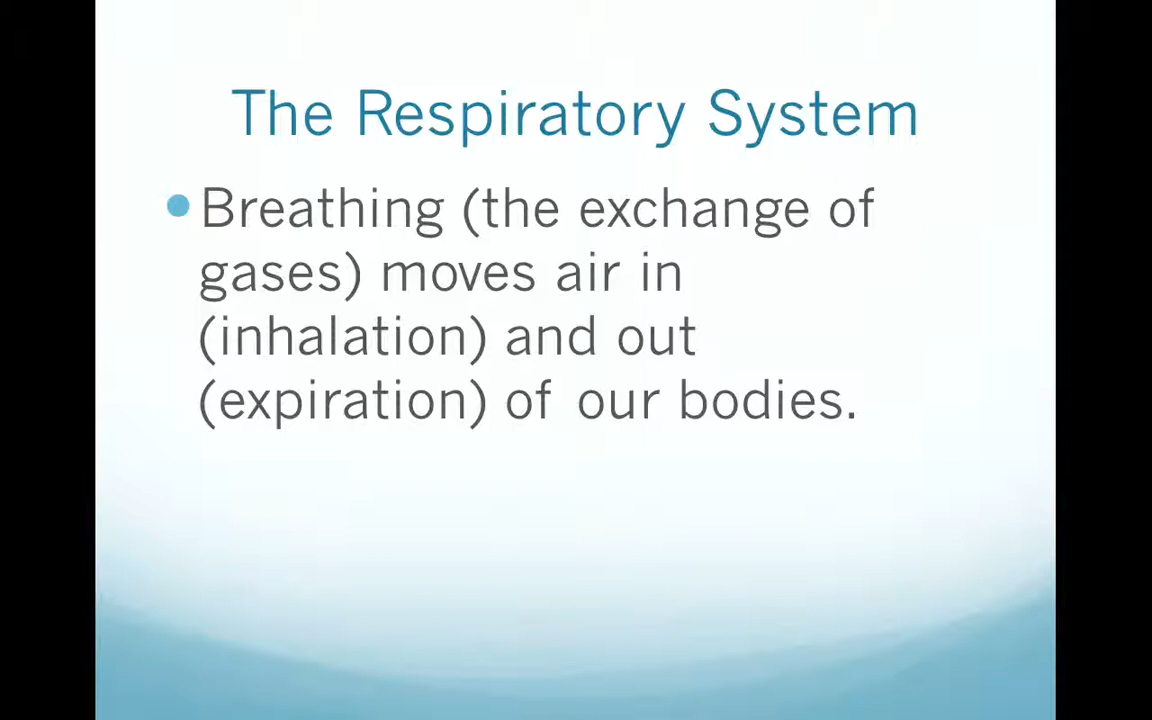 The Respiratory System
Breathing (the exchange of
gases) moves air in
(inhalation) and out
(expiration) of our bodies.